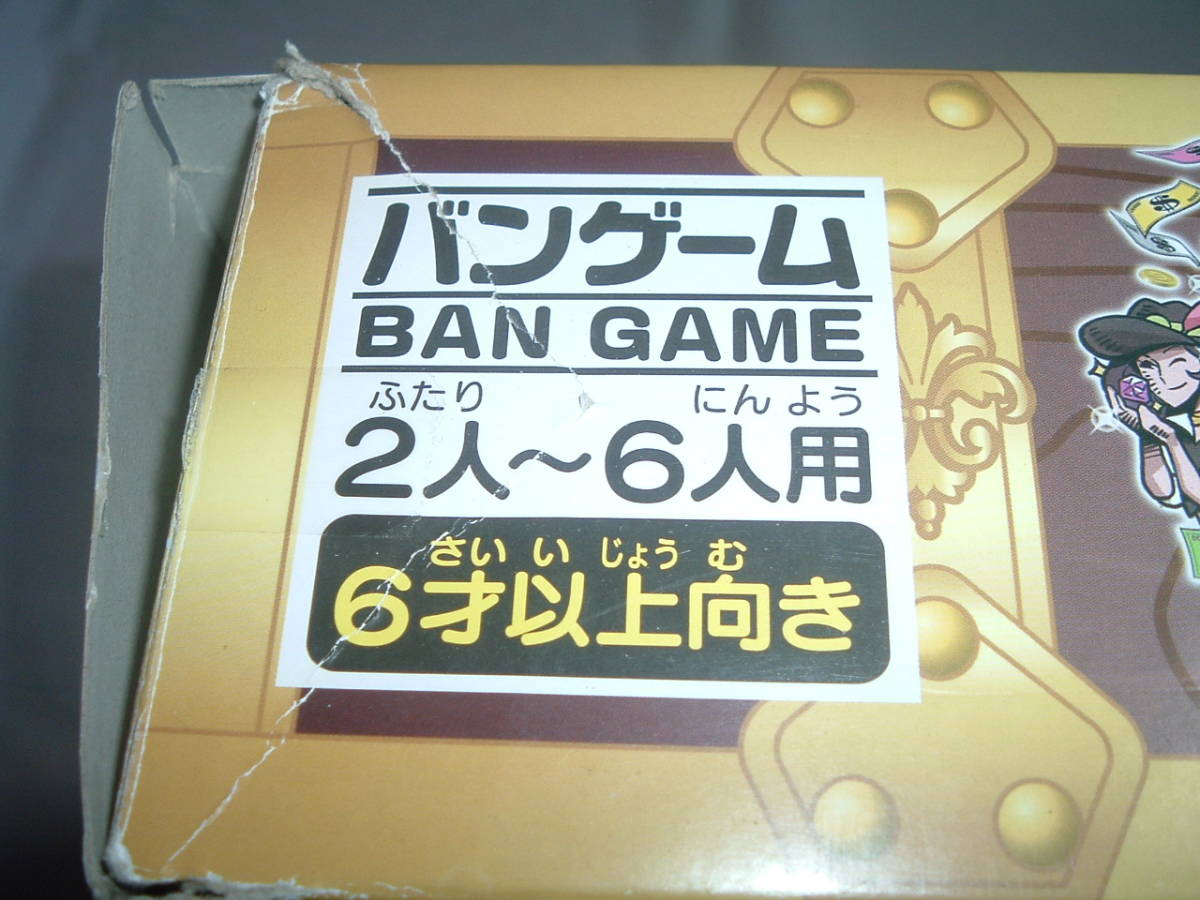 バンゲーム
BAN GAME
ふたり にんよう
2人〜6人用
さい い じょう む
6才以上向き